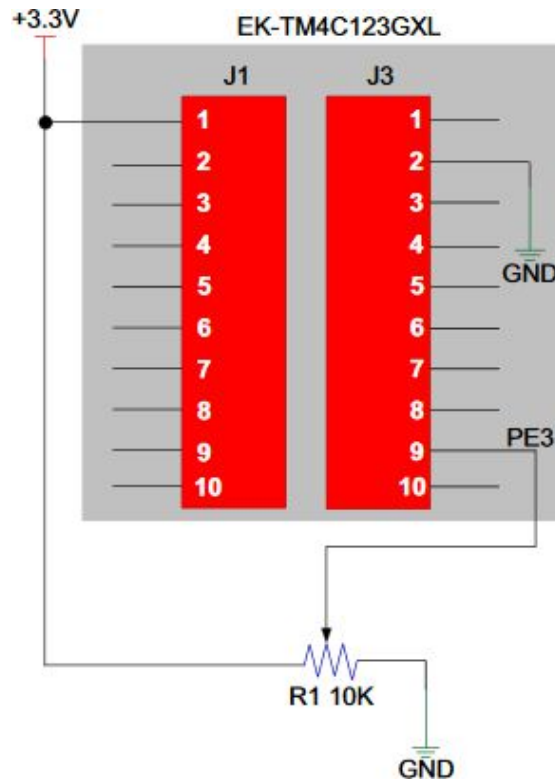 +3.3V
EK-TM4C123GXL
J1 J3
1 1
2 2
3 3
4 4
GND
5 5
6 6
7 7
8 8
PE3
9 9
10 10
R1 10K
GND